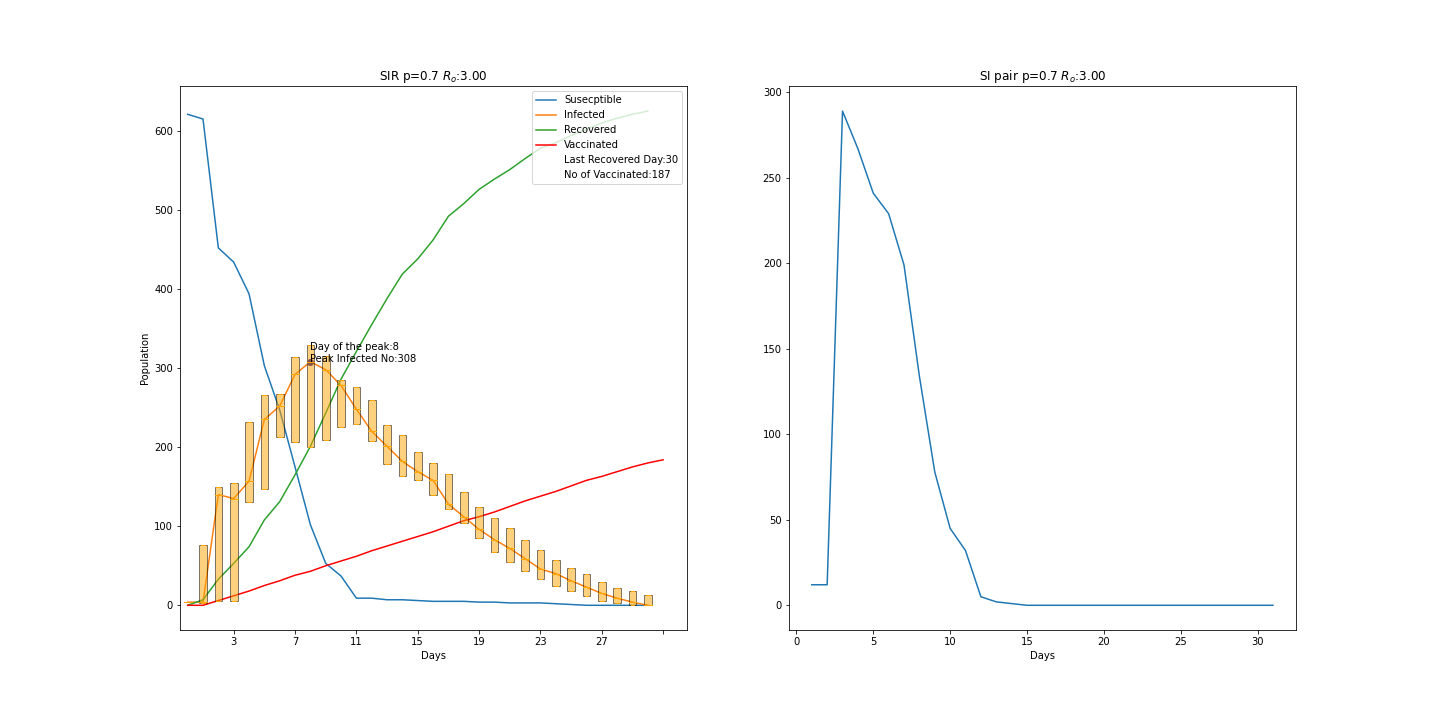 SIR p=0.7 Rₒ:3.00
Susecptible
Infected
Recovered
Vaccinated
Last Recovered Day:30
No of Vaccinated:187
Day of the peak:8
Peak Infected No:308
Population
600
500
400
300
200
100
0
3 7 11 15 19 23 27
Days
SI pair p=0.7 Rₒ:3.00
300
250
200
150
100
50
0
0 5 10 15 20 25 30
Days